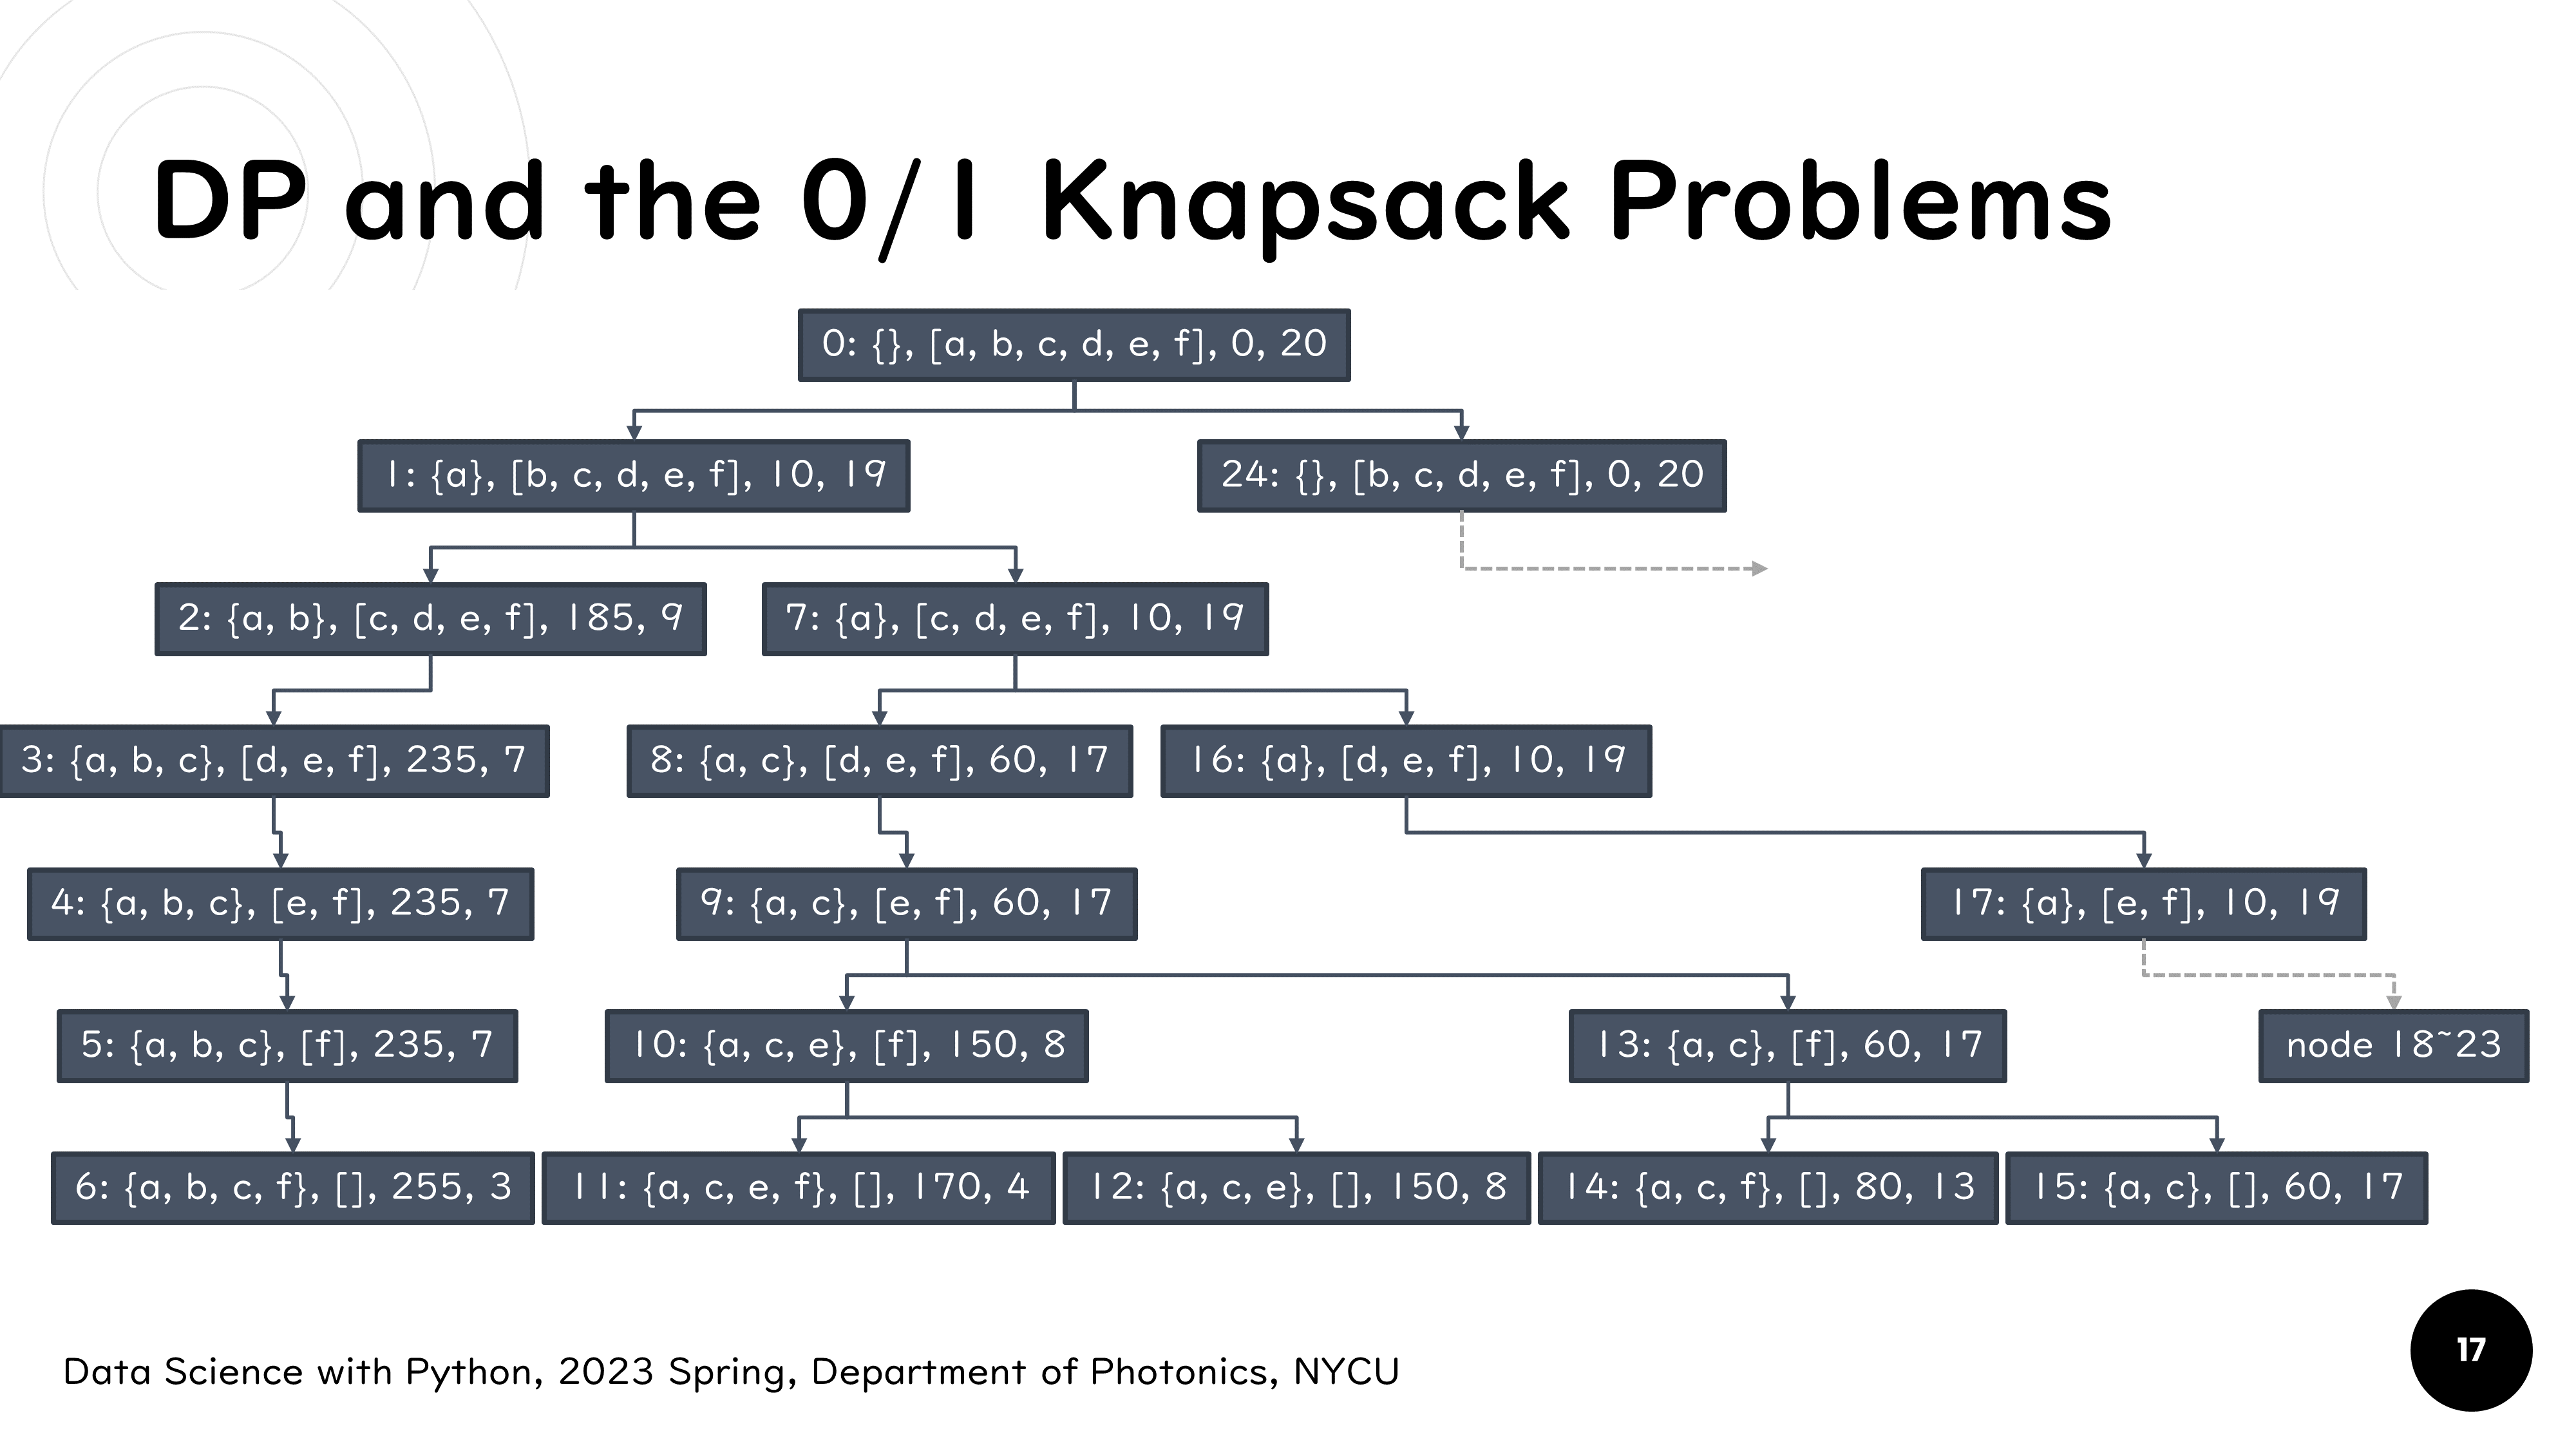 DP and the 0/1 Knapsack Problems
0: {}, [a, b, c, d, e, f], 0, 20
1: {a}, [b, c, d, e, f], 10, 19
24: {}, [b, c, d, e, f], 0, 20
2: {a, b}, [c, d, e, f], 185, 9
7: {a}, [c, d, e, f], 10, 19
3: {a, b, c}, [d, e, f], 235, 7
8: {a, c}, [d, e, f], 60, 17
16: {a}, [d, e, f], 10, 19
4: {a, b, c}, [e, f], 235, 7
9: {a, c}, [e, f], 60, 17
17: {a}, [e, f], 10, 19
5: {a, b, c}, [f], 235, 7
10: {a, c, e}, [f], 150, 8
13: {a, c}, [f], 60, 17
node 18~23
6: {a, b, c, f}, [], 255, 3
11: {a, c, e, f}, [], 170, 4
12: {a, c, e}, [], 150, 8
14: {a, c, f}, [], 80, 13
15: {a, c}, [], 60, 17
Data Science with Python, 2023 Spring, Department of Photonics, NYCU
17